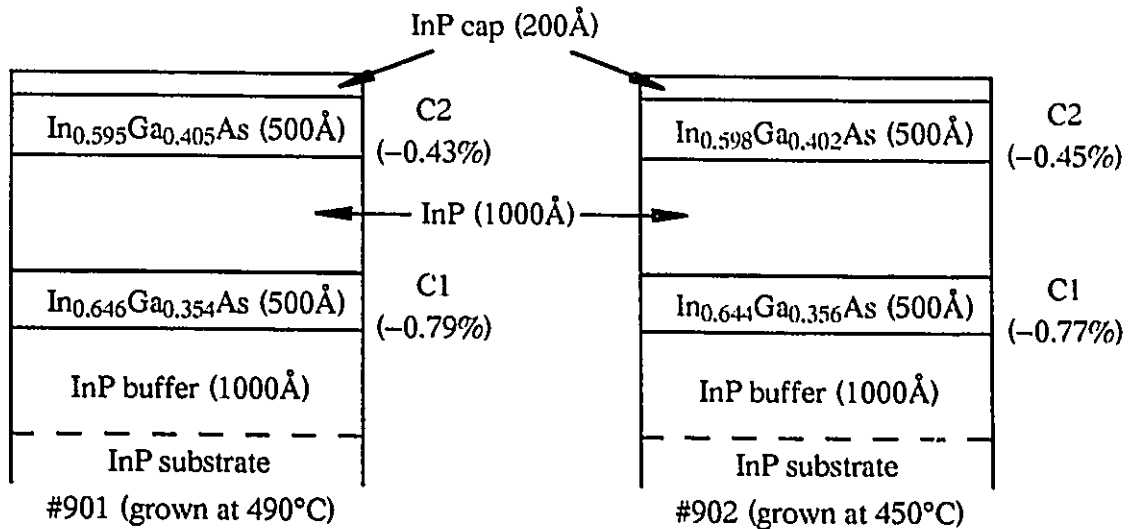 InP cap (200Å)
In0.595Ga0.405As (500Å)
C2
(−0.43%)
In0.598Ga0.402As (500Å)
C2
(−0.45%)
InP (1000Å)
In0.646Ga0.354As (500Å)
C1
(−0.79%)
In0.644Ga0.356As (500Å)
C1
(−0.77%)
InP buffer (1000Å)
InP buffer (1000Å)
InP substrate
InP substrate
#901 (grown at 490°C)
#902 (grown at 450°C)